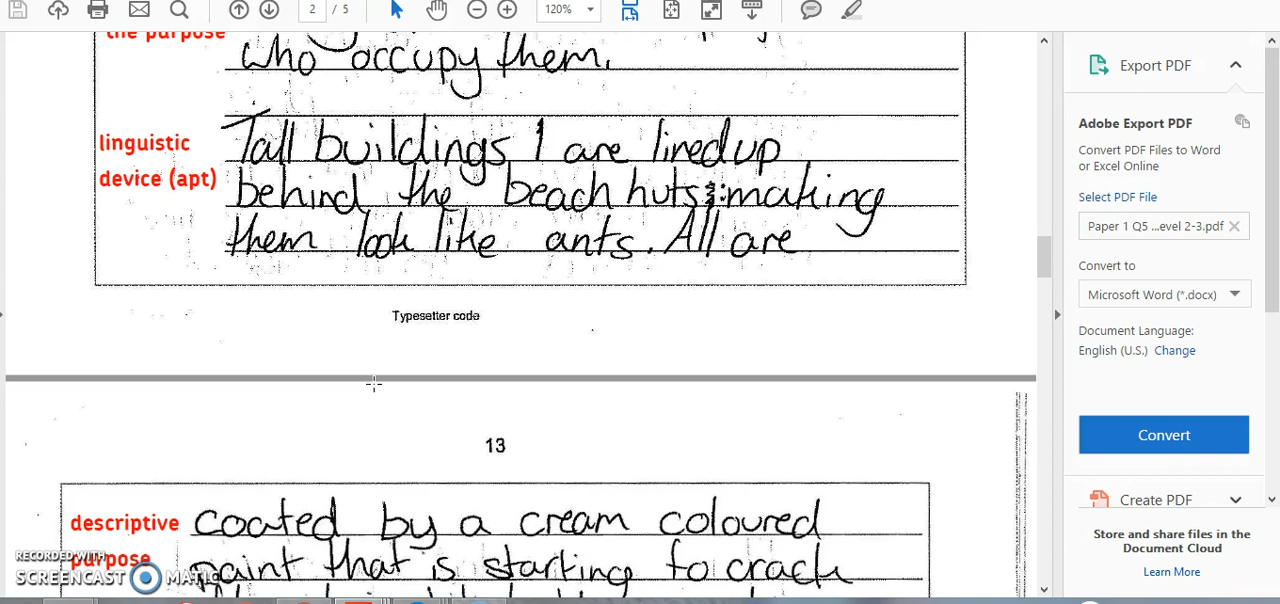 2 / 5
120%
the purpose
who occupy them.
linguistic
device (apt)
Tall buildings are lined up
behind the beach huts making
them look like ants. All are
Typesetter code
13
descriptive
purpose
coated by a cream coloured
paint that is starting to crack
RECORDED WITH
SCREENCAST MATIC
Export PDF
Adobe Export PDF
Convert PDF Files to Word
or Excel Online
Select PDF File
Paper 1 Q5 ...evel 2-3.pdf
Convert to
Microsoft Word (*.docx)
Document Language:
English (U.S.) Change
Convert
Create PDF
Store and share files in the
Document Cloud
Learn More